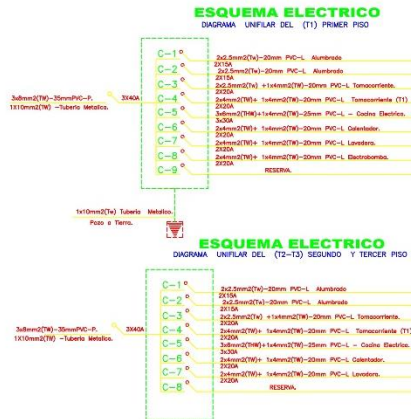 ESQUEMA ELECTRICO
DIAGRAMA UNIFILAR DEL (T1) PRIMER PISO
C-1
2x2.5mm2(Tw)-20mm PVC-L Alumbrado
2X15A
C-2
2x2.5mm2(Tw)-20mm PVC-L Alumbrado
2X15A
C-3
2x2.5mm2(Tw) +1x4mm2(TW)-20mm PVC-L Tomacorriente.
2X20A
3x8mm2(TW)-35mmPVC-P.
1X10mm2(TW) -Tuberia Metalico.
3X40A
C-4
2x4mm2(TW)+ 1x4mm2(TW)-20mm PVC-L Tomacorriente (T1)
2X20A
C-5
3x6mm2(THW)+1x4mm2(TW)-25mm PVC-L - Cocina Electrica.
3x30A
C-6
2x4mm2(TW)+ 1x4mm2(TW)-20mm PVC-L Calentador.
2X20A
C-7
2x4mm2(TW)+ 1x4mm2(TW)-20mm PVC-L Lavadora.
2X20A
C-8
2x4mm2(TW)+ 1x4mm2(TW)-20mm PVC-L Electrobomba.
2X20A
C-9
RESERVA.
1x10mm2(Tw) Tuberia Metalico.
Pozo a Tierra.
ESQUEMA ELECTRICO
DIAGRAMA UNIFILAR DEL (T2-T3) SEGUNDO Y TERCER PISO
C-1
2x2.5mm2(Tw)-20mm PVC-L Alumbrado
2X15A
C-2
2x2.5mm2(Tw)-20mm PVC-L Alumbrado
2X15A
C-3
2x2.5mm2(Tw) +1x4mm2(TW)-20mm PVC-L Tomacorriente.
2X20A
3x8mm2(TW)-35mmPVC-P.
1X10mm2(TW) -Tuberia Metalico.
3X40A
C-4
2x4mm2(TW)+ 1x4mm2(TW)-20mm PVC-L Tomacorriente (T1)
2X20A
C-5
3x6mm2(THW)+1x4mm2(TW)-25mm PVC-L - Cocina Electrica.
3x30A
C-6
2x4mm2(TW)+ 1x4mm2(TW)-20mm PVC-L Calentador.
2X20A
C-7
2x4mm2(TW)+ 1x4mm2(TW)-20mm PVC-L Lavadora.
2X20A
C-8
RESERVA.